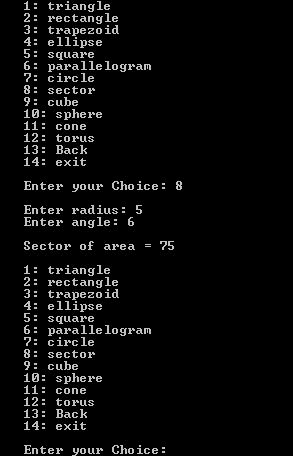 1: triangle
2: rectangle
3: trapezoid
4: ellipse
5: square
6: parallelogram
7: circle
8: sector
9: cube
10: sphere
11: cone
12: torus
13: Back
14: exit
Enter your Choice: 8
Enter radius: 5
Enter angle: 6
Sector of area = 75
1: triangle
2: rectangle
3: trapezoid
4: ellipse
5: square
6: parallelogram
7: circle
8: sector
9: cube
10: sphere
11: cone
12: torus
13: Back
14: exit
Enter your Choice: